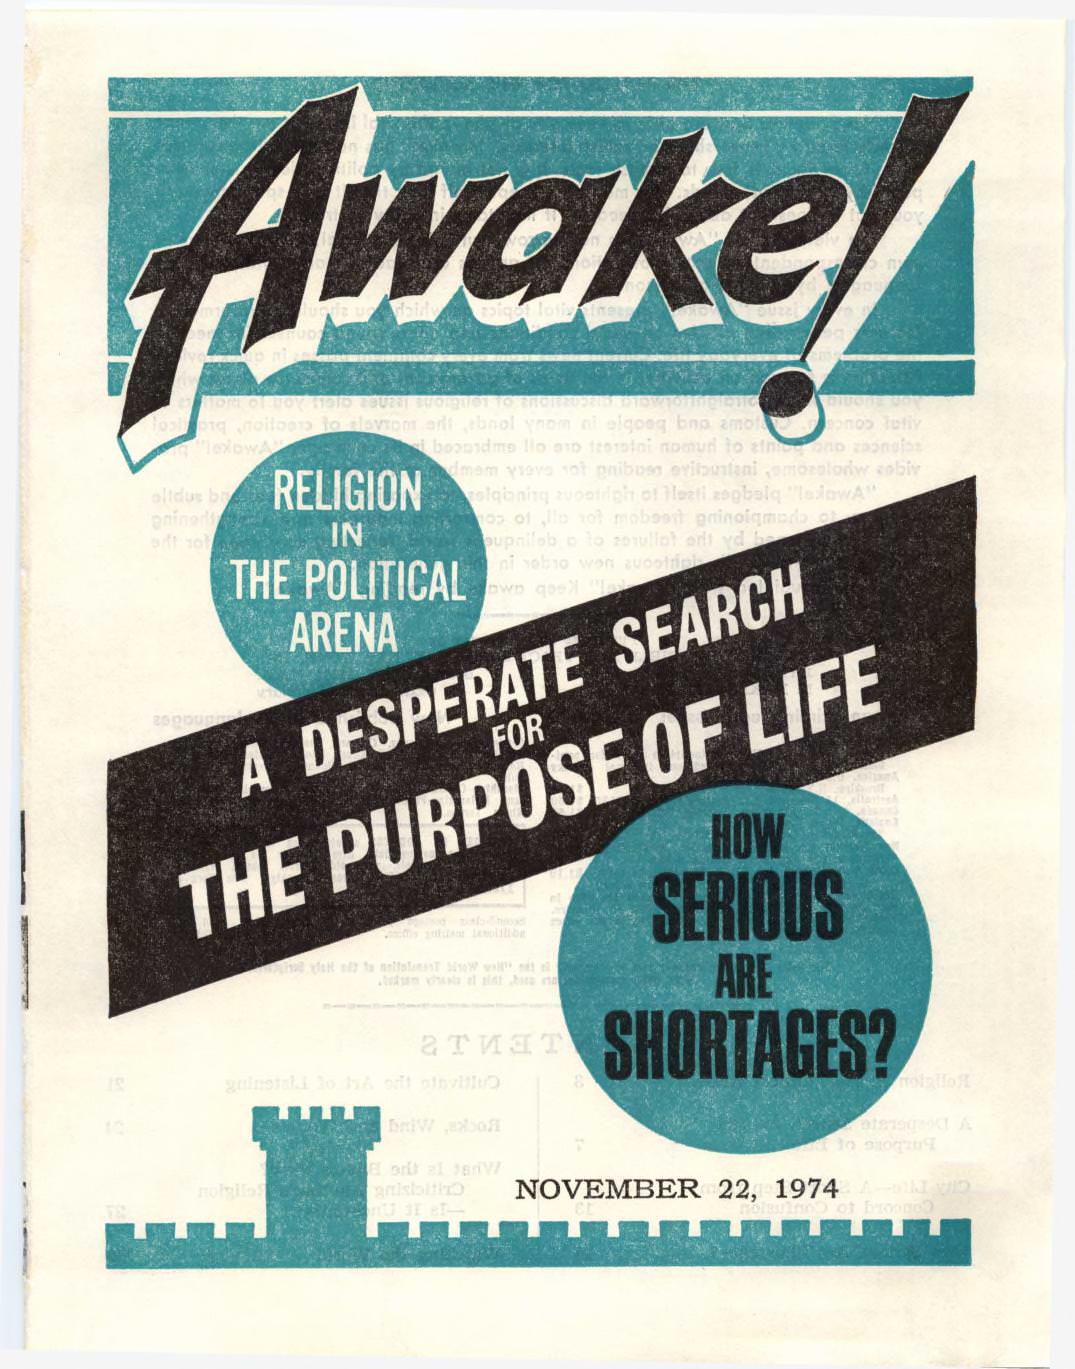 Awake!
RELIGION
IN
THE POLITICAL
ARENA
A DESPERATE SEARCH
FOR
THE PURPOSE OF LIFE
HOW
SERIOUS
ARE
SHORTAGES?
NOVEMBER 22, 1974